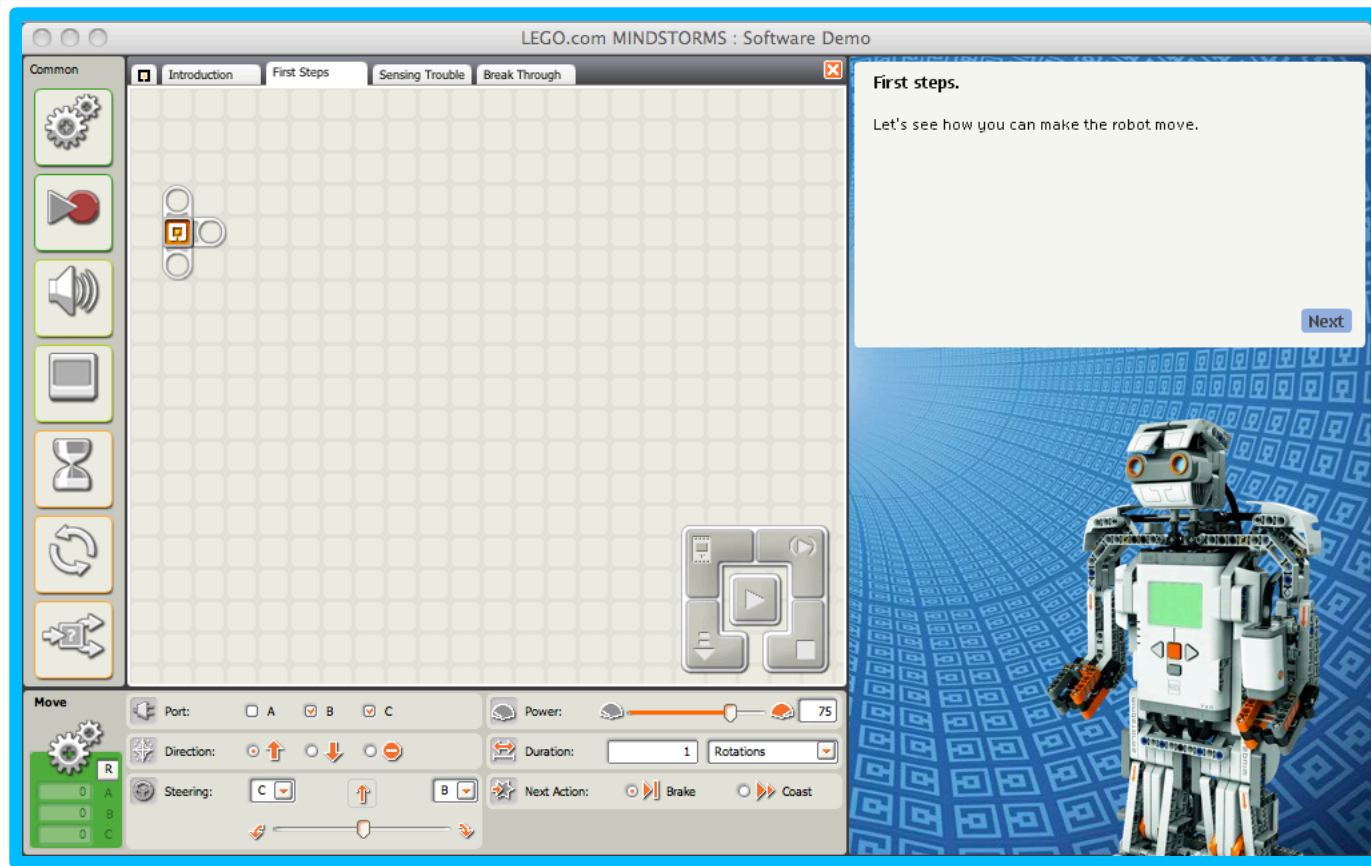 LEGO.com MINDSTORMS : Software Demo
Common
Introduction
First Steps
Sensing Trouble
Break Through
First steps.
Let's see how you can make the robot move.
Next
Move
R
0 A
0 B
0 C
Port: A B C
Direction:
Steering: C B
Power: 75
Duration: 1 Rotations
Next Action: Brake Coast